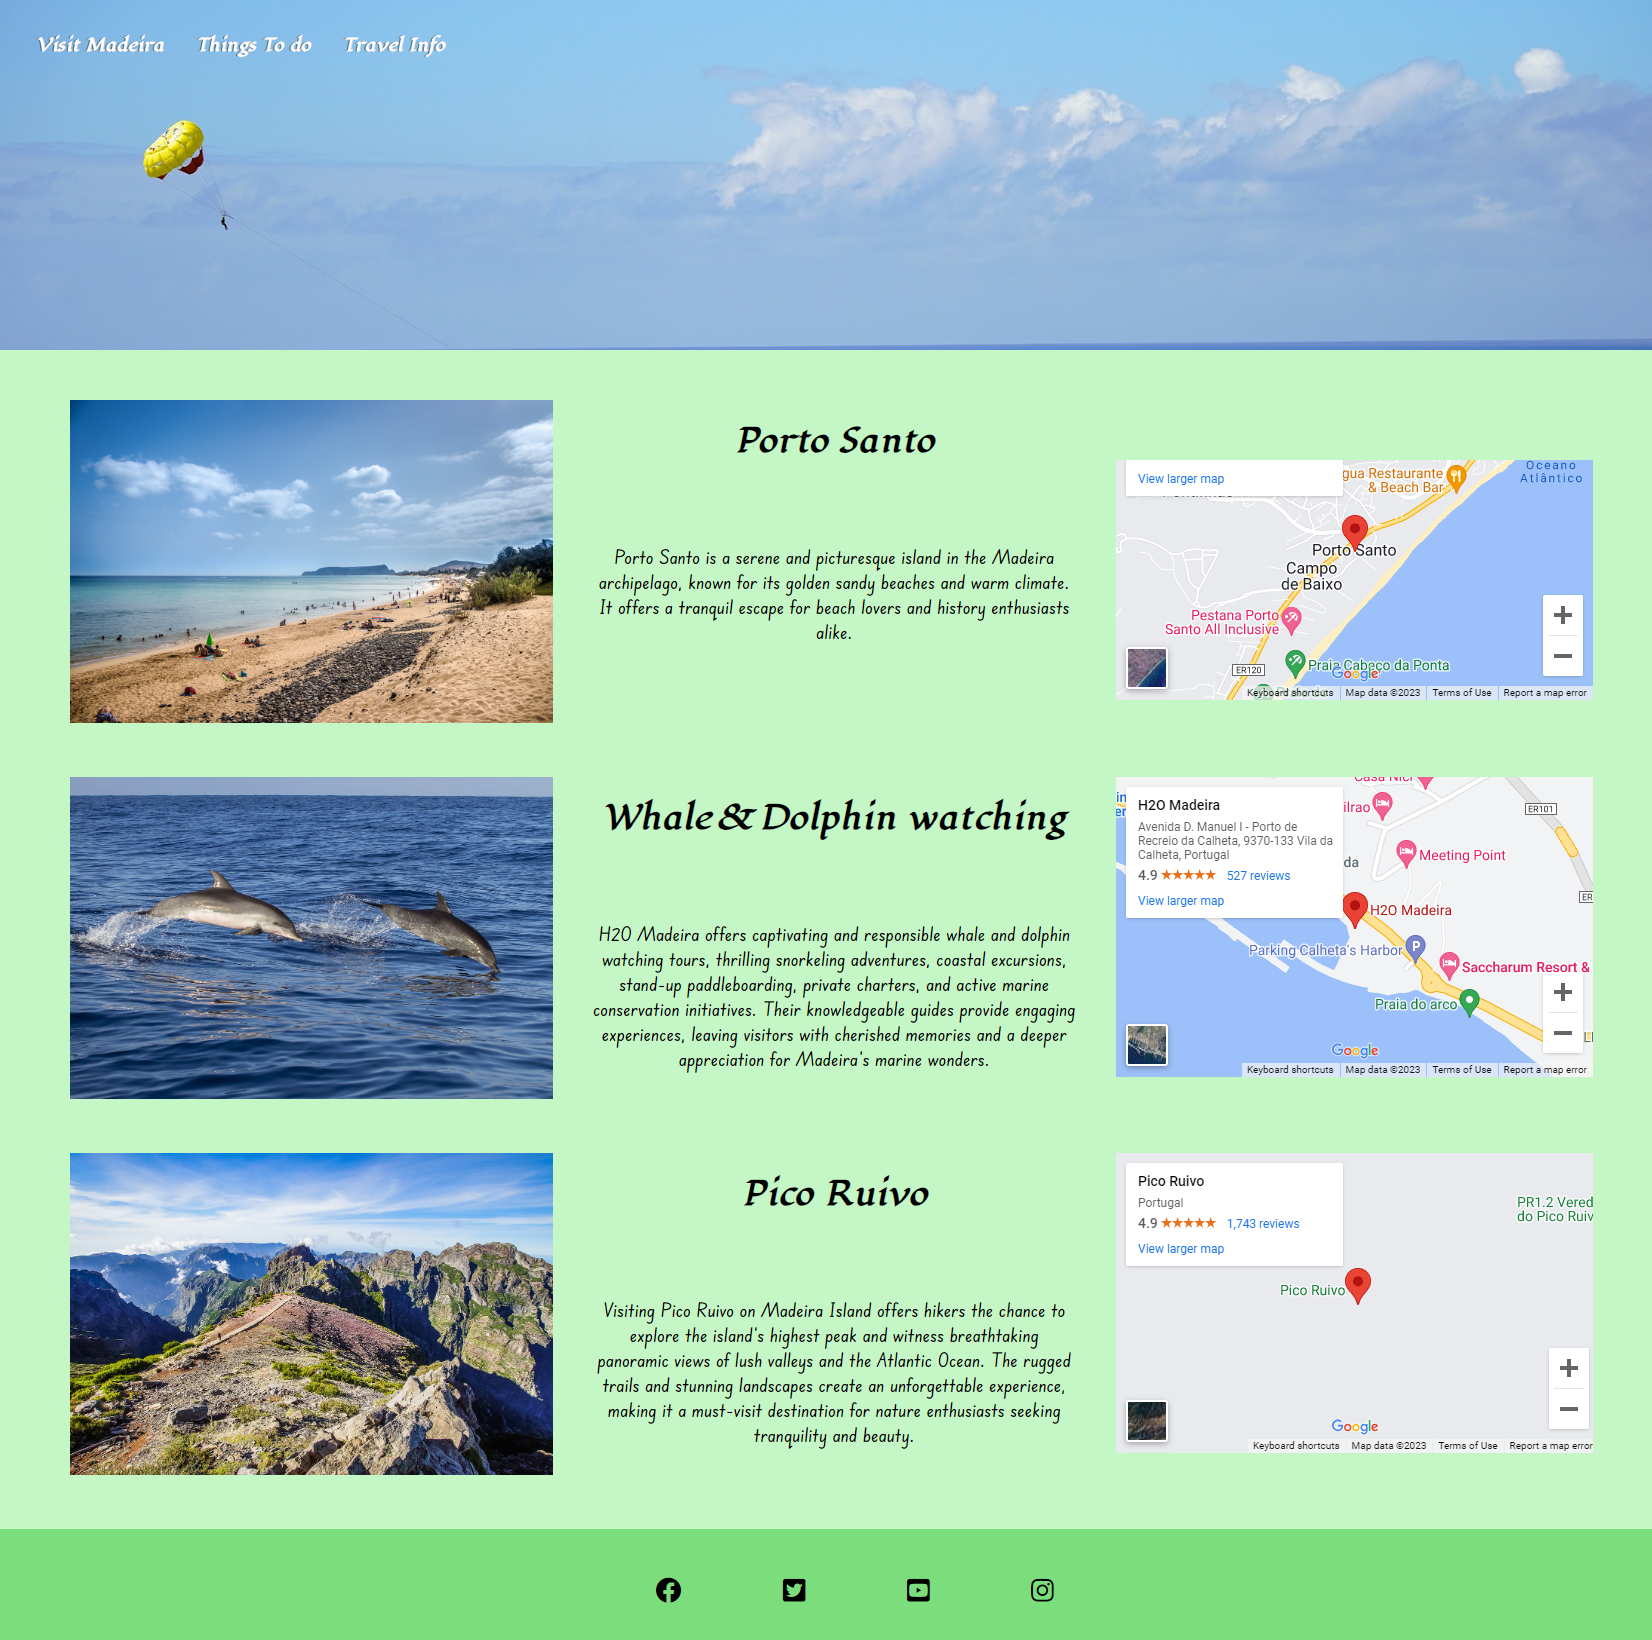 Visit Madeira
Things To do
Travel Info
Porto Santo
Porto Santo is a serene and picturesque island in the Madeira
archipelago, known for its golden sandy beaches and warm climate.
It offers a tranquil escape for beach lovers and history enthusiasts
alike.
View larger map
gua Restaurante
& Beach Bar
Oceano
Atlântico
Porto Santo
Campo
de Baixo
Pestana Porto
Santo All Inclusive
ER120
Praia Cabeço da Ponta
Google
Keyboard shortcuts
Map data ©2023
Terms of Use
Report a map error
Whale & Dolphin watching
H2O Madeira offers captivating and responsible whale and dolphin
watching tours, thrilling snorkeling adventures, coastal excursions,
stand-up paddleboarding, private charters, and active marine
conservation initiatives. Their knowledgeable guides provide engaging
experiences, leaving visitors with cherished memories and a deeper
appreciation for Madeira's marine wonders.
Casa Nici
H2O Madeira
Avenida D. Manuel I - Porto de
Recreio da Calheta, 9370-133 Vila da
Calheta, Portugal
4.9
527 reviews
View larger map
ilrao
ER101
da
Meeting Point
ER
H2O Madeira
Parking Calheta's Harbor
P
Saccharum Resort &
Praia do arco
Google
Keyboard shortcuts
Map data ©2023
Terms of Use
Report a map error
Pico Ruivo
Visiting Pico Ruivo on Madeira Island offers hikers the chance to
explore the island's highest peak and witness breathtaking
panoramic views of lush valleys and the Atlantic Ocean. The rugged
trails and stunning landscapes create an unforgettable experience,
making it a must-visit destination for nature enthusiasts seeking
tranquility and beauty.
Pico Ruivo
Portugal
4.9
1,743 reviews
View larger map
PR1.2 Vered
do Pico Ruiv
Pico Ruivo
Google
Keyboard shortcuts
Map data ©2023
Terms of Use
Report a map error